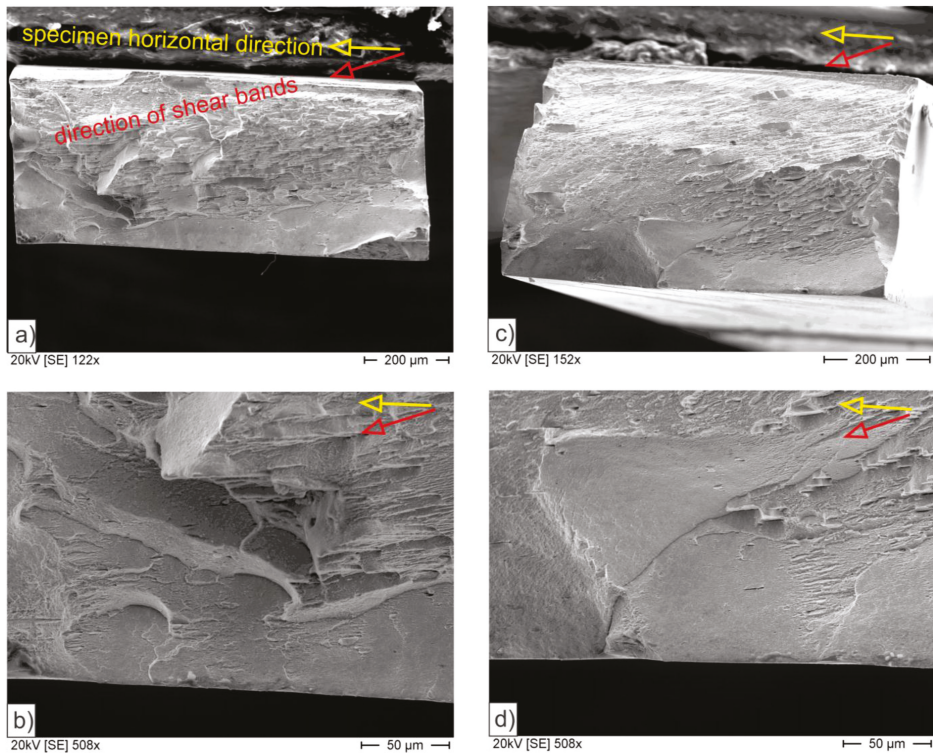 specimen horizontal direction
direction of shear bands
a)
20kV [SE] 122x
200 µm
c)
20kV [SE] 152x
200 µm
b)
20kV [SE] 508x
50 µm
d)
20kV [SE] 508x
50 µm